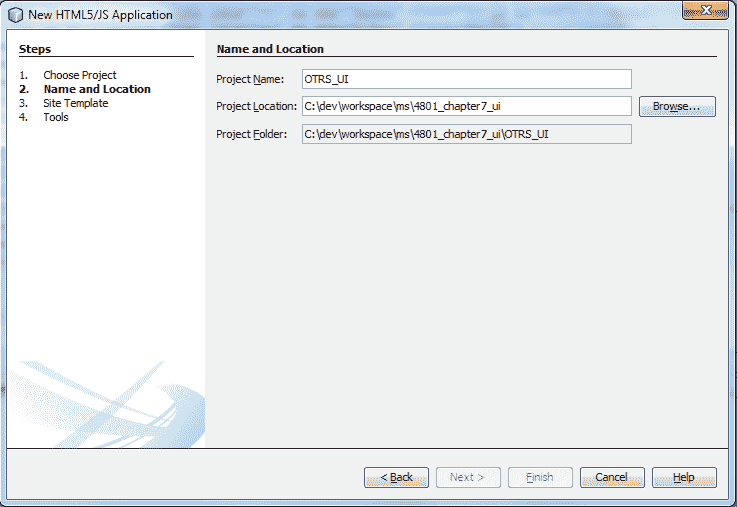 New HTML5/JS Application
Steps
1. Choose Project
2. Name and Location
3. Site Template
4. Tools
Name and Location
Project Name: OTRS_UI
Project Location: C:\dev\workspace\ms\4801_chapter7_ui Browse...
Project Folder: C:\dev\workspace\ms\4801_chapter7_ui\OTRS_UI
< Back Next > Finish Cancel Help